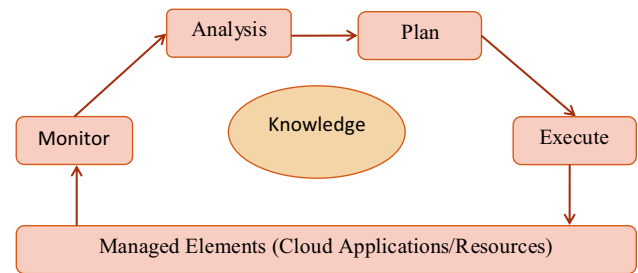 Analysis
Plan
Knowledge
Monitor
Execute
Managed Elements (Cloud Applications/Resources)